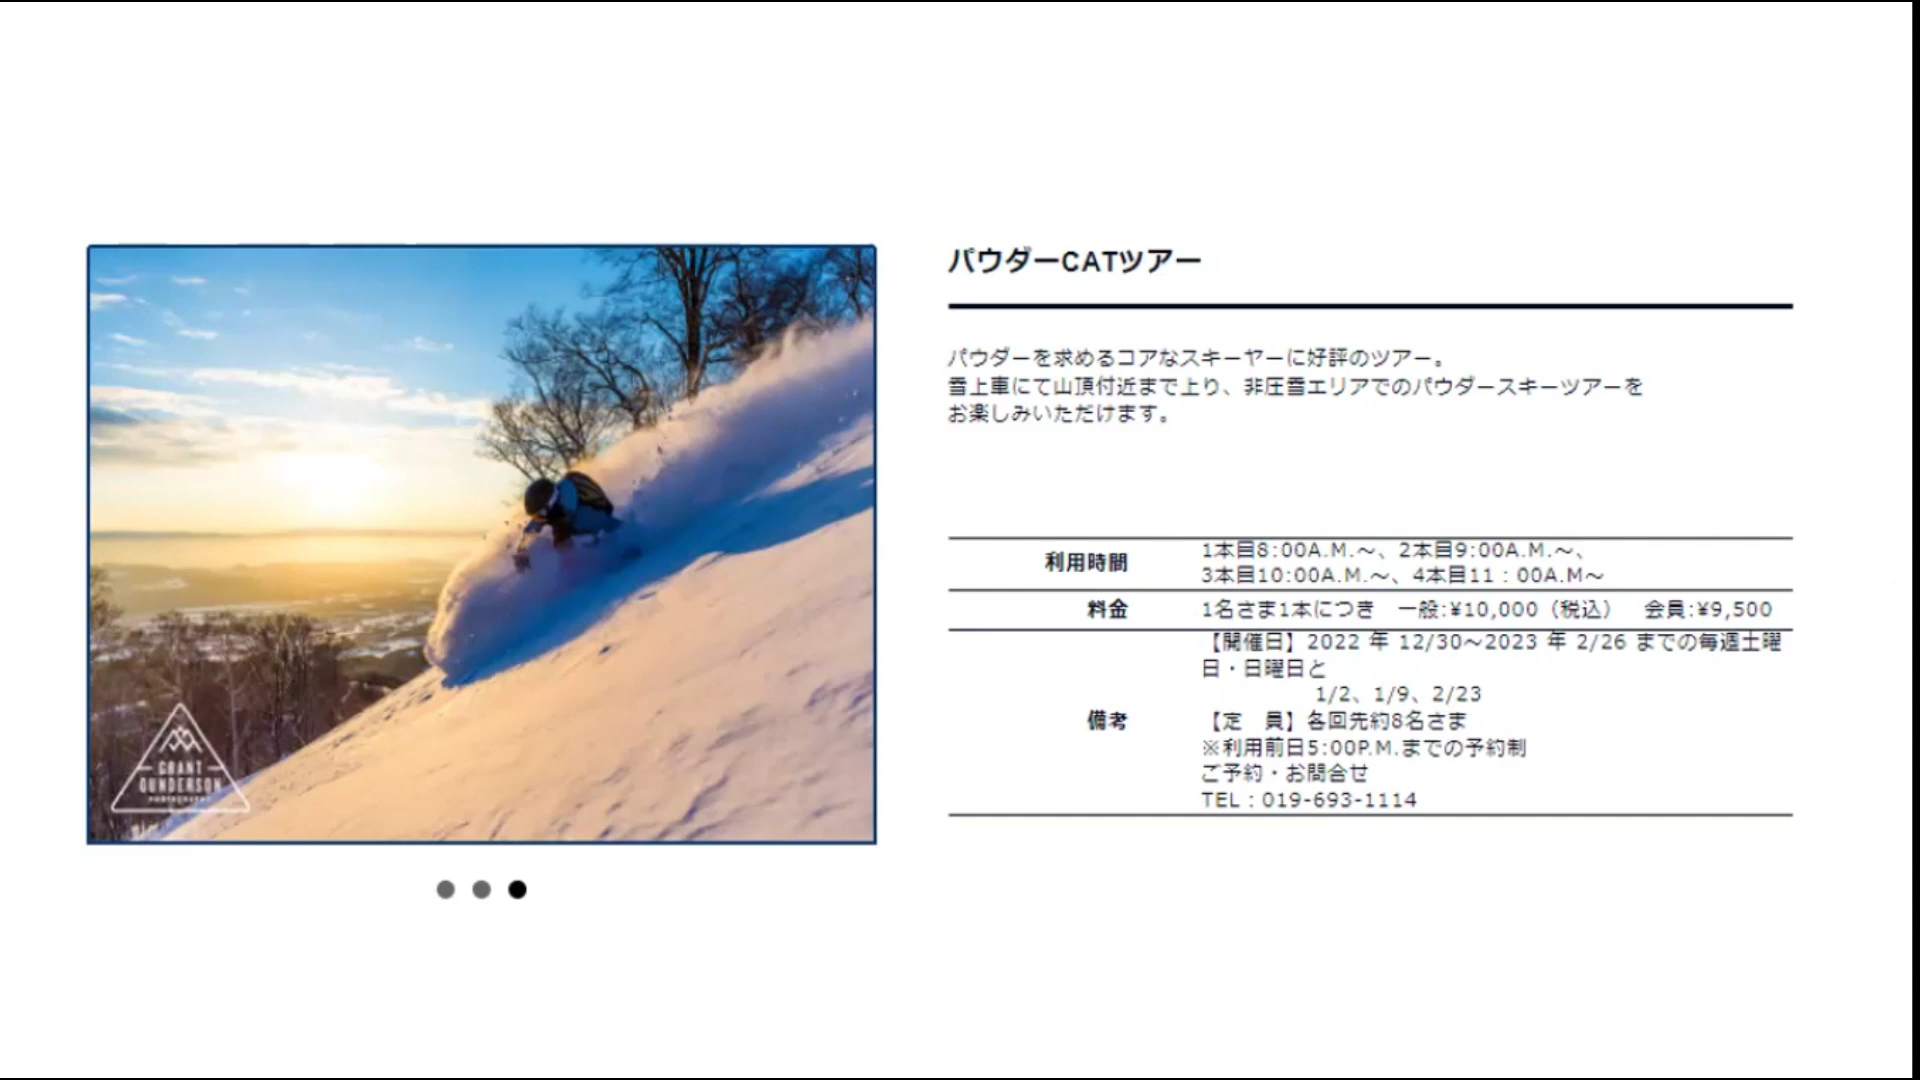 パウダーCATツアー
パウダーを求めるコアなスキーヤーに好評のツアー。
雪上車にて山頂付近まで上り、非圧雪エリアでのパウダースキーツアーを
お楽しみいただけます。
利用時間
1本目8:00A.M.～、2本目9:00A.M.～、
3本目10:00A.M.～、4本目11：00A.M～
料金
1名さま1本につき　一般:¥10,000（税込）　会員:¥9,500
備考
【開催日】2022 年 12/30～2023 年 2/26 までの毎週土曜
日・日曜日と
1/2、1/9、2/23
【定　員】各回先約8名さま
※利用前日5:00P.M.までの予約制
ご予約・お問合せ
TEL：019-693-1114
GRANT
GUNDERSON
PHOTOGRAPHY